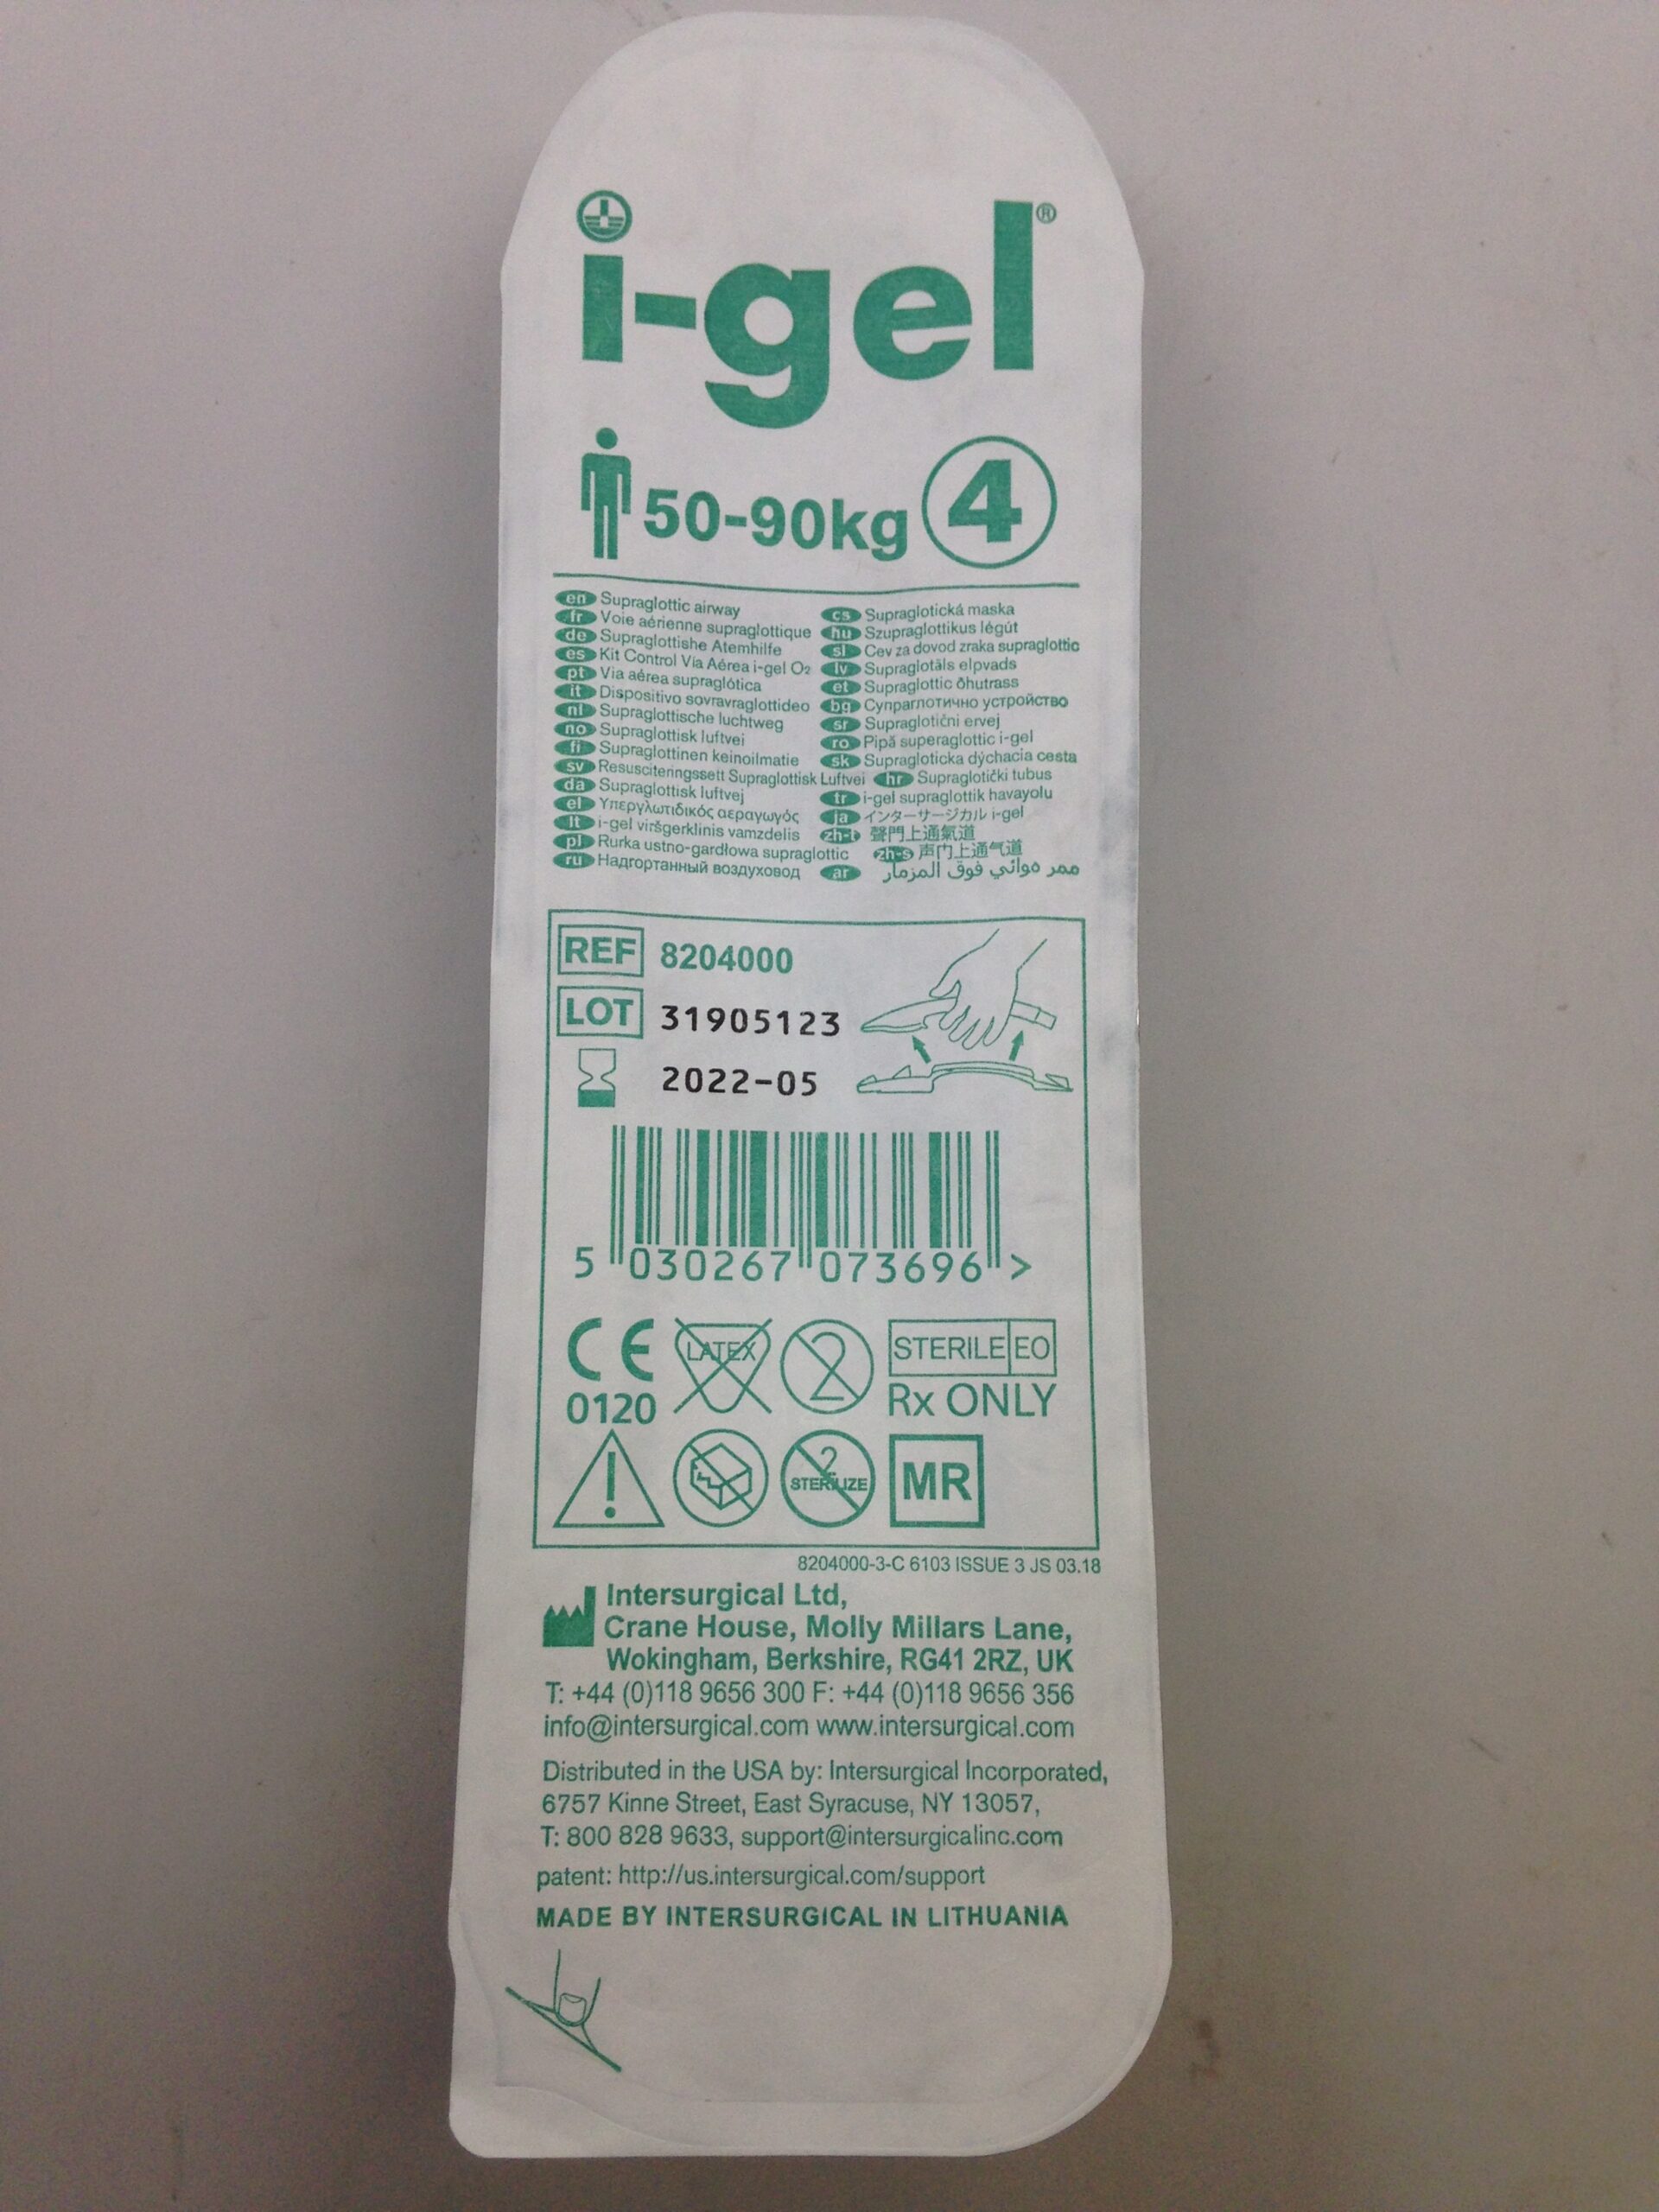 i-gel®
50-90kg 4
en Supraglottic airway
fr Voie aérienne supraglottique
de Supraglottishe Atemhilfe
es Kit Control Via Aérea i-gel O₂
pt Via aérea supraglótica
it Dispositivo sovravraglottideo
nl Supraglottische luchtweg
no Supraglottisk luftvei
fi Supraglottinen keinoilmatie
sv Resusciteringssett Supraglottisk Luftvei
da Supraglottisk luftvej
el Υπεργλωτιδικός αεραγωγός
lt i-gel viršgerklinis vamzdelis
pl Rurka ustno-gardłowa supraglottic
ru Надгортанный воздуховод
cs Supraglotická maska
hu Szupraglottikus légút
sl Cev za dovod zraka supraglottic
lv Supraglotāls elpvads
et Supraglottic õhutrass
bg Супраглотично устройство
sr Supraglotični ervej
ro Pipă superaglottic i-gel
sk Supragloticka dýchacia cesta
hr Supraglotički tubus
tr i-gel supraglottik havayolu
ja インターサージカル i-gel
zh-t 聲門上通氣道
zh-s 声门上通气道
ar ممر هوائي فوق المزمار
REF 8204000
LOT 31905123
2022-05
5 030267 073696 >
CE LATEX 2 STERILE EO
0120 Rx ONLY
! 2 STERILIZE MR
8204000-3-C 6103 ISSUE 3 JS 03.18
Intersurgical Ltd,
Crane House, Molly Millars Lane,
Wokingham, Berkshire, RG41 2RZ, UK
T: +44 (0)118 9656 300 F: +44 (0)118 9656 356
info@intersurgical.com www.intersurgical.com
Distributed in the USA by: Intersurgical Incorporated,
6757 Kinne Street, East Syracuse, NY 13057,
T: 800 828 9633, support@intersurgicalinc.com
patent: http://us.intersurgical.com/support
MADE BY INTERSURGICAL IN LITHUANIA